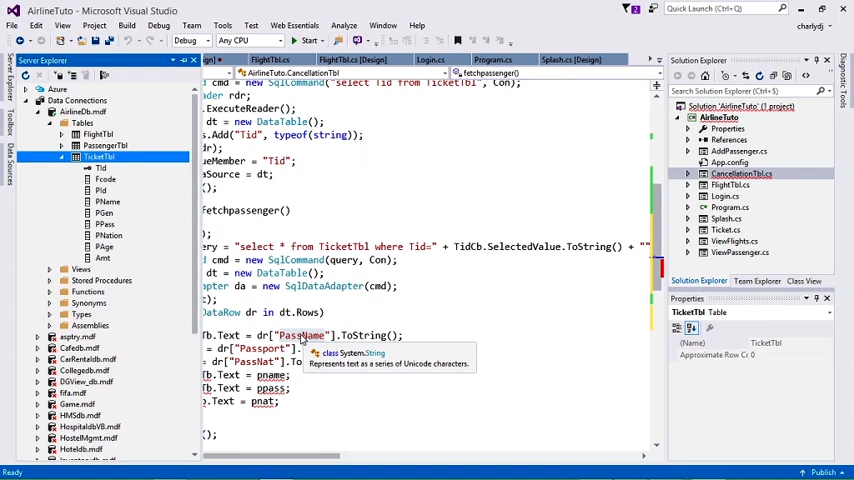 AirlineTuto - Microsoft Visual Studio
2
Quick Launch (Ctrl+Q)
File Edit View Project Build Debug Team Tools Test Web Essentials Analyze Window Help
charlydj
Debug Any CPU Start
Server Explorer
FlightTbl.cs FlightTbl.cs [Design] Login.cs Program.cs Splash.cs [Design]
Solution Explorer
AirlineTuto.CancellationTbl
fetchpassenger()
Azure
Data Connections
AirlineDb.mdf
Tables
FlightTbl
PassengerTbl
TicketTbl
TId
Fcode
PId
PName
PGen
PPass
PNation
PAge
Amt
Views
Stored Procedures
Functions
Synonyms
Types
Assemblies
asptry.mdf
Cafedb.mdf
CarRentaldb.mdf
DGView_db.mdf
fifa.mdf
Game.mdf
HMSdb.mdf
HospitaldbVB.mdf
HostelMgmt.mdf
Hoteldb.mdf
Server Explorer
Toolbox
Data Sources
cmd = new SqlCommand("select Tid from TicketTbl", Con);
ader rdr;
.ExecuteReader();
dt = new DataTable();
s.Add("Tid", typeof(string));
dr);
ueMember = "Tid";
aSource = dt;
();
fetchpassenger()
);
ery = "select * from TicketTbl where Tid=" + TidCb.SelectedValue.ToString() + ""
cmd = new SqlCommand(query, Con);
dt = new DataTable();
apter da = new SqlDataAdapter(cmd);
t);
DataRow dr in dt.Rows)
Tb.Text = dr["PassName"].ToString();
= dr["Passport"].
= dr["PassNat"].To
Tb.Text = pname;
Tb.Text = ppass;
b.Text = pnat;
();
class System.String
Represents text as a series of Unicode characters.
100 %
Search Solution Explorer (Ctrl+;)
Solution 'AirlineTuto' (1 project)
AirlineTuto
Properties
References
AddPassenger.cs
App.config
CancellationTbl.cs
FlightTbl.cs
Login.cs
Program.cs
Splash.cs
Ticket.cs
ViewFlights.cs
ViewPassenger.cs
Solution Explorer Team Explorer Class View
Properties
TicketTbl Table
(Name) TicketTbl
Approximate Row Co 0
Diagnostic Tools
Ready
Publish